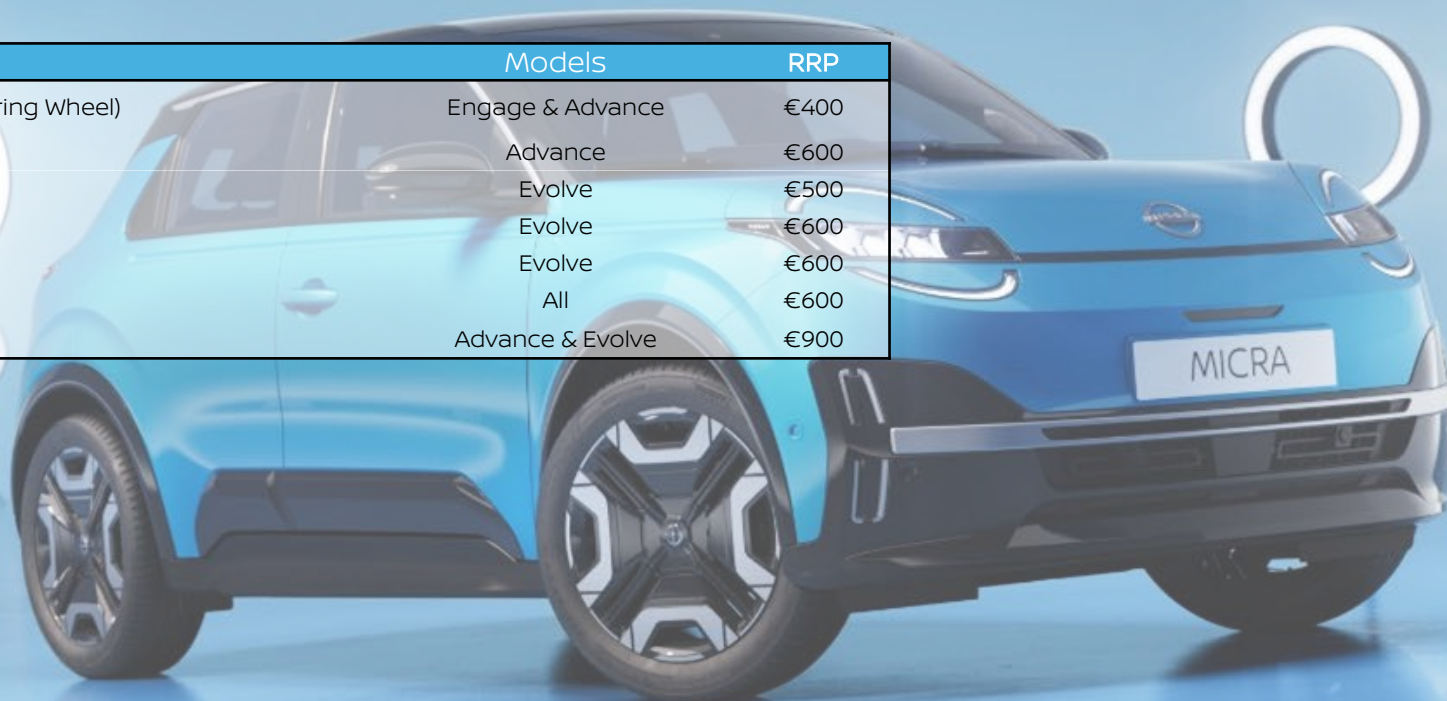 Models RRP
ring Wheel) Engage & Advance €400
Advance €600
Evolve €500
Evolve €600
Evolve €600
All €600
Advance & Evolve €900
MICRA